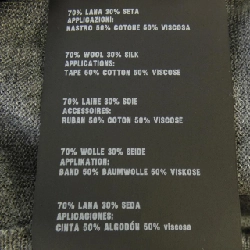 70% LANA 30% SETA
APPLICAZIONI:
NASTRO 50% COTONE 50% VISCOSA
70% WOOL 30% SILK
APPLICATIONS:
TAPE 50% COTTON 50% VISCOSE
70% LAINE 30% SOIE
ACCESSOIRES:
RUBAN 50% COTON 50% VISCOSE
70% WOLLE 30% SEIDE
APPLIKATION:
BAND 50% BAUMWOLLE 50% VISKOSE
70% LANA 30% SEDA
APLICACIONES:
CINTA 50% ALGODÓN 50% viscosa